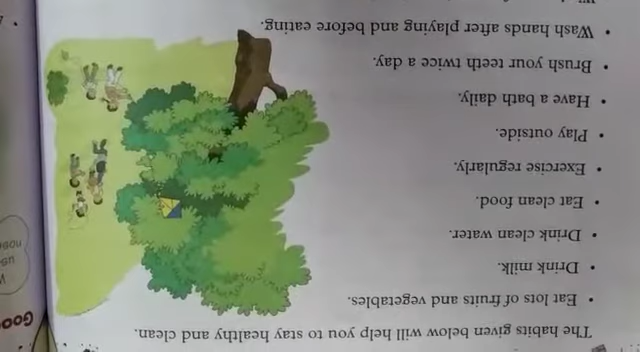 The habits given below will help you to stay healthy and clean.
• Eat lots of fruits and vegetables.
• Drink milk.
• Drink clean water.
• Eat clean food.
• Exercise regularly.
• Play outside.
• Have a bath daily.
• Brush your teeth twice a day.
• Wash hands after playing and before eating.